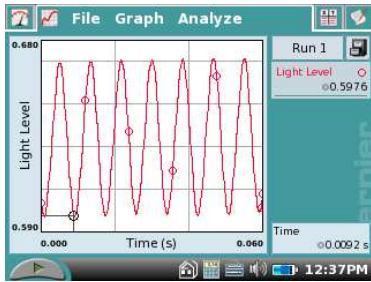 File Graph Analyze
0.680
Light Level
0.590
0.000
Time (s)
0.060
Run 1
Light Level
0.5976
Time
0.0092 s
12:37PM